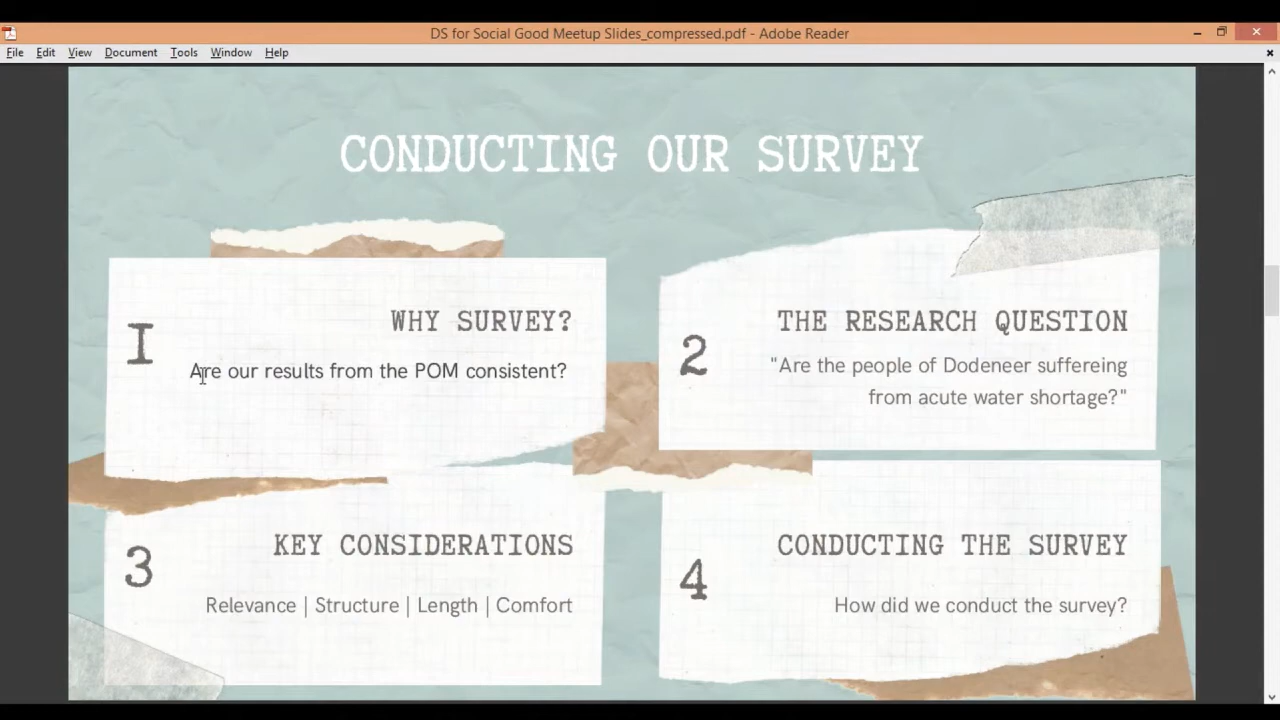 DS for Social Good Meetup Slides_compressed.pdf - Adobe Reader
File Edit View Document Tools Window Help
CONDUCTING OUR SURVEY
1
WHY SURVEY?
Are our results from the POM consistent?
2
THE RESEARCH QUESTION
"Are the people of Dodeneer suffereing
from acute water shortage?"
3
KEY CONSIDERATIONS
Relevance | Structure | Length | Comfort
4
CONDUCTING THE SURVEY
How did we conduct the survey?